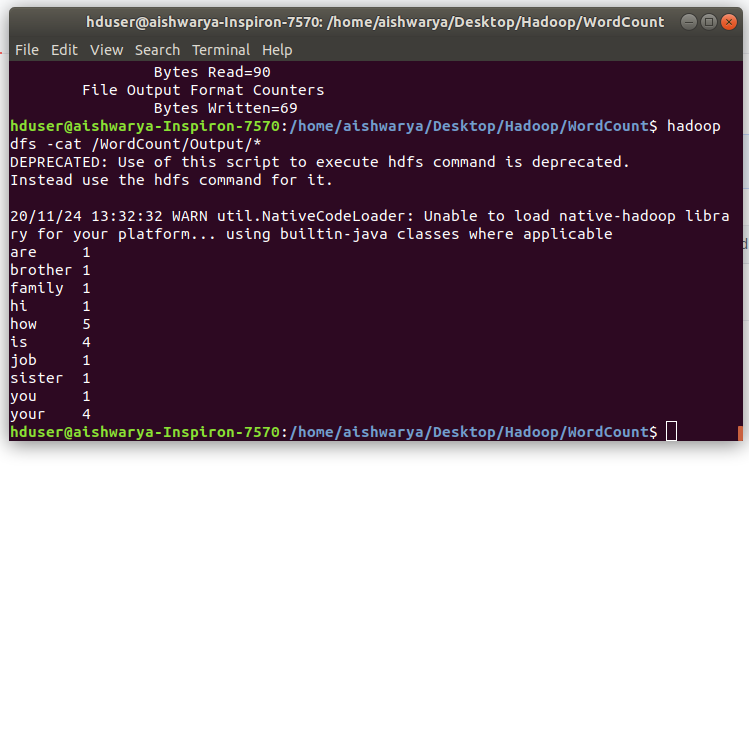 hduser@aishwarya-Inspiron-7570: /home/aishwarya/Desktop/Hadoop/WordCount
File Edit View Search Terminal Help
Bytes Read=90
File Output Format Counters
Bytes Written=69
hduser@aishwarya-Inspiron-7570:/home/aishwarya/Desktop/Hadoop/WordCount$ hadoop
dfs -cat /WordCount/Output/*
DEPRECATED: Use of this script to execute hdfs command is deprecated.
Instead use the hdfs command for it.
20/11/24 13:32:32 WARN util.NativeCodeLoader: Unable to load native-hadoop libra
ry for your platform... using builtin-java classes where applicable
are 1
brother 1
family 1
hi 1
how 5
is 4
job 1
sister 1
you 1
your 4
hduser@aishwarya-Inspiron-7570:/home/aishwarya/Desktop/Hadoop/WordCount$